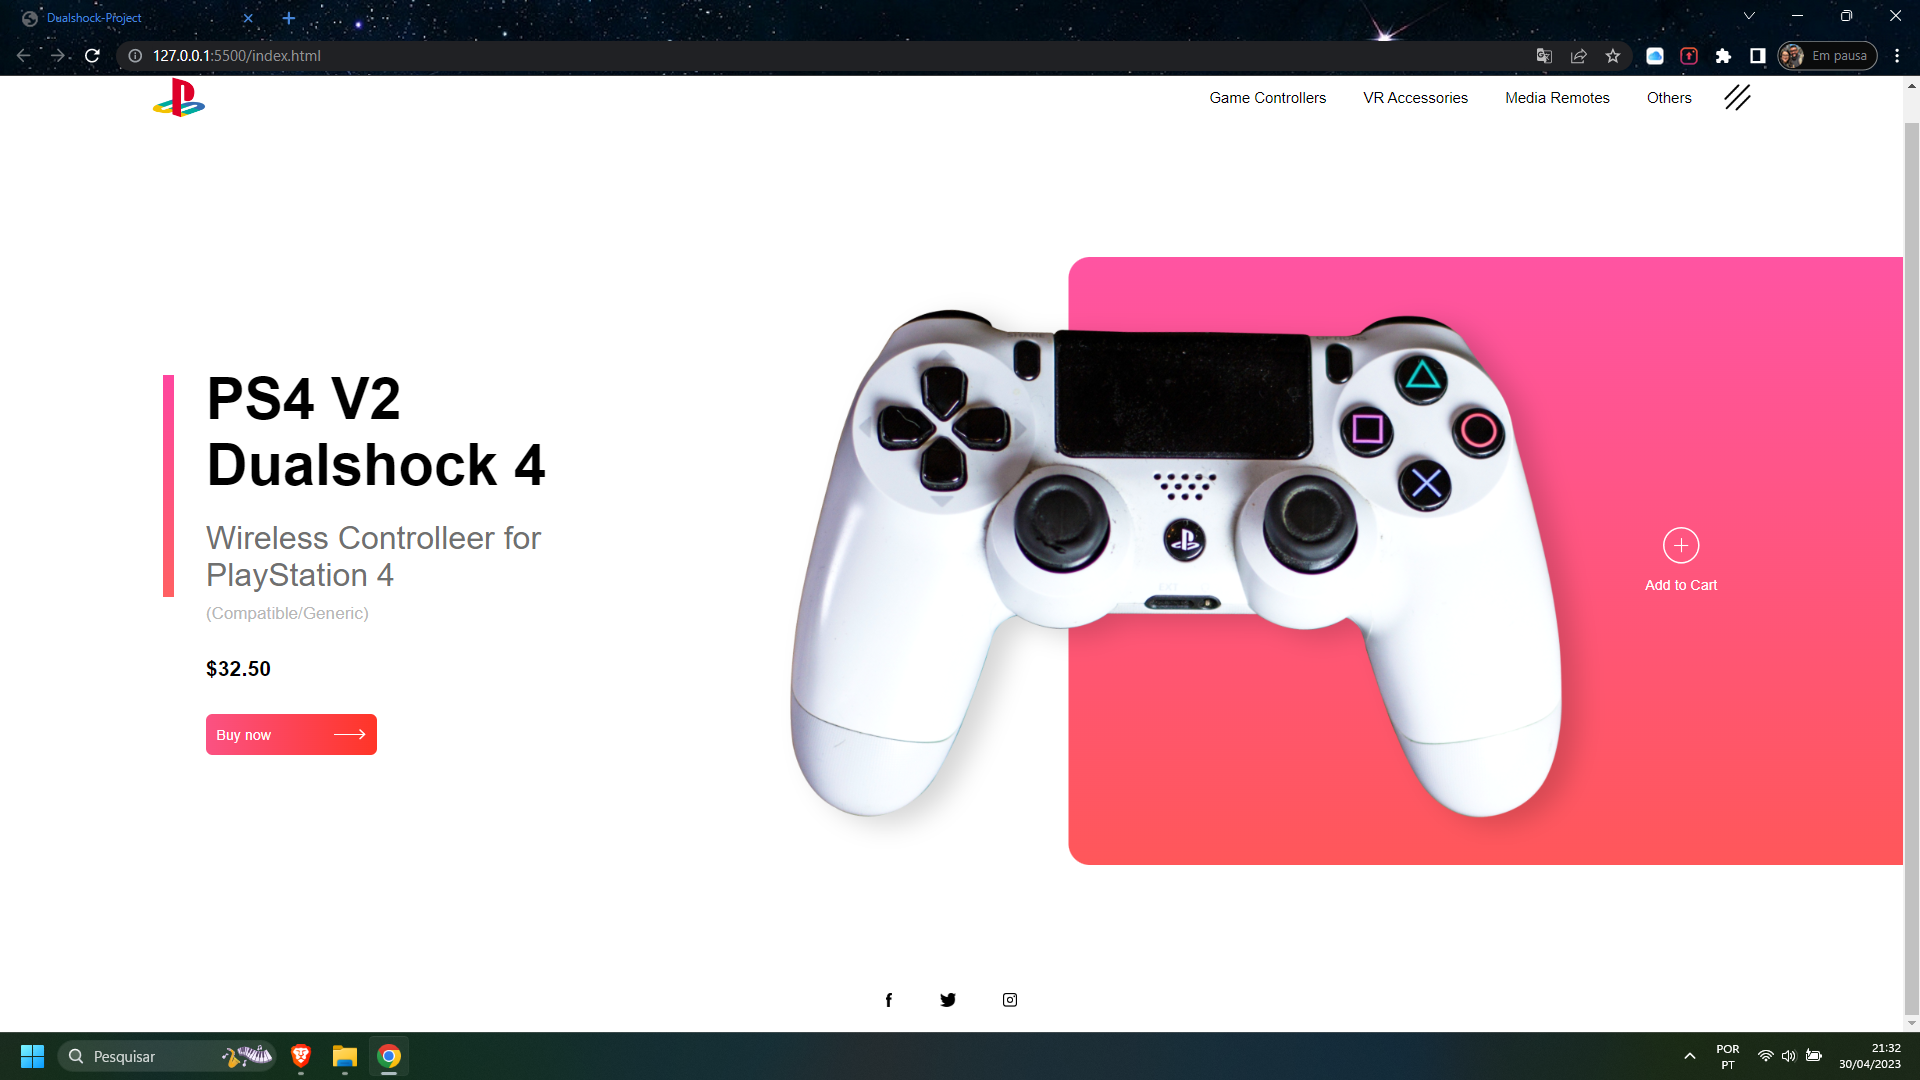 Dualshock-Project
127.0.0.1:5500/index.html
Em pausa
Game Controllers VR Accessories Media Remotes Others
PS4 V2
Dualshock 4
Wireless Controlleer for
PlayStation 4
(Compatible/Generic)
$32.50
Buy now
Add to Cart
Pesquisar
POR
PT
21:32
30/04/2023